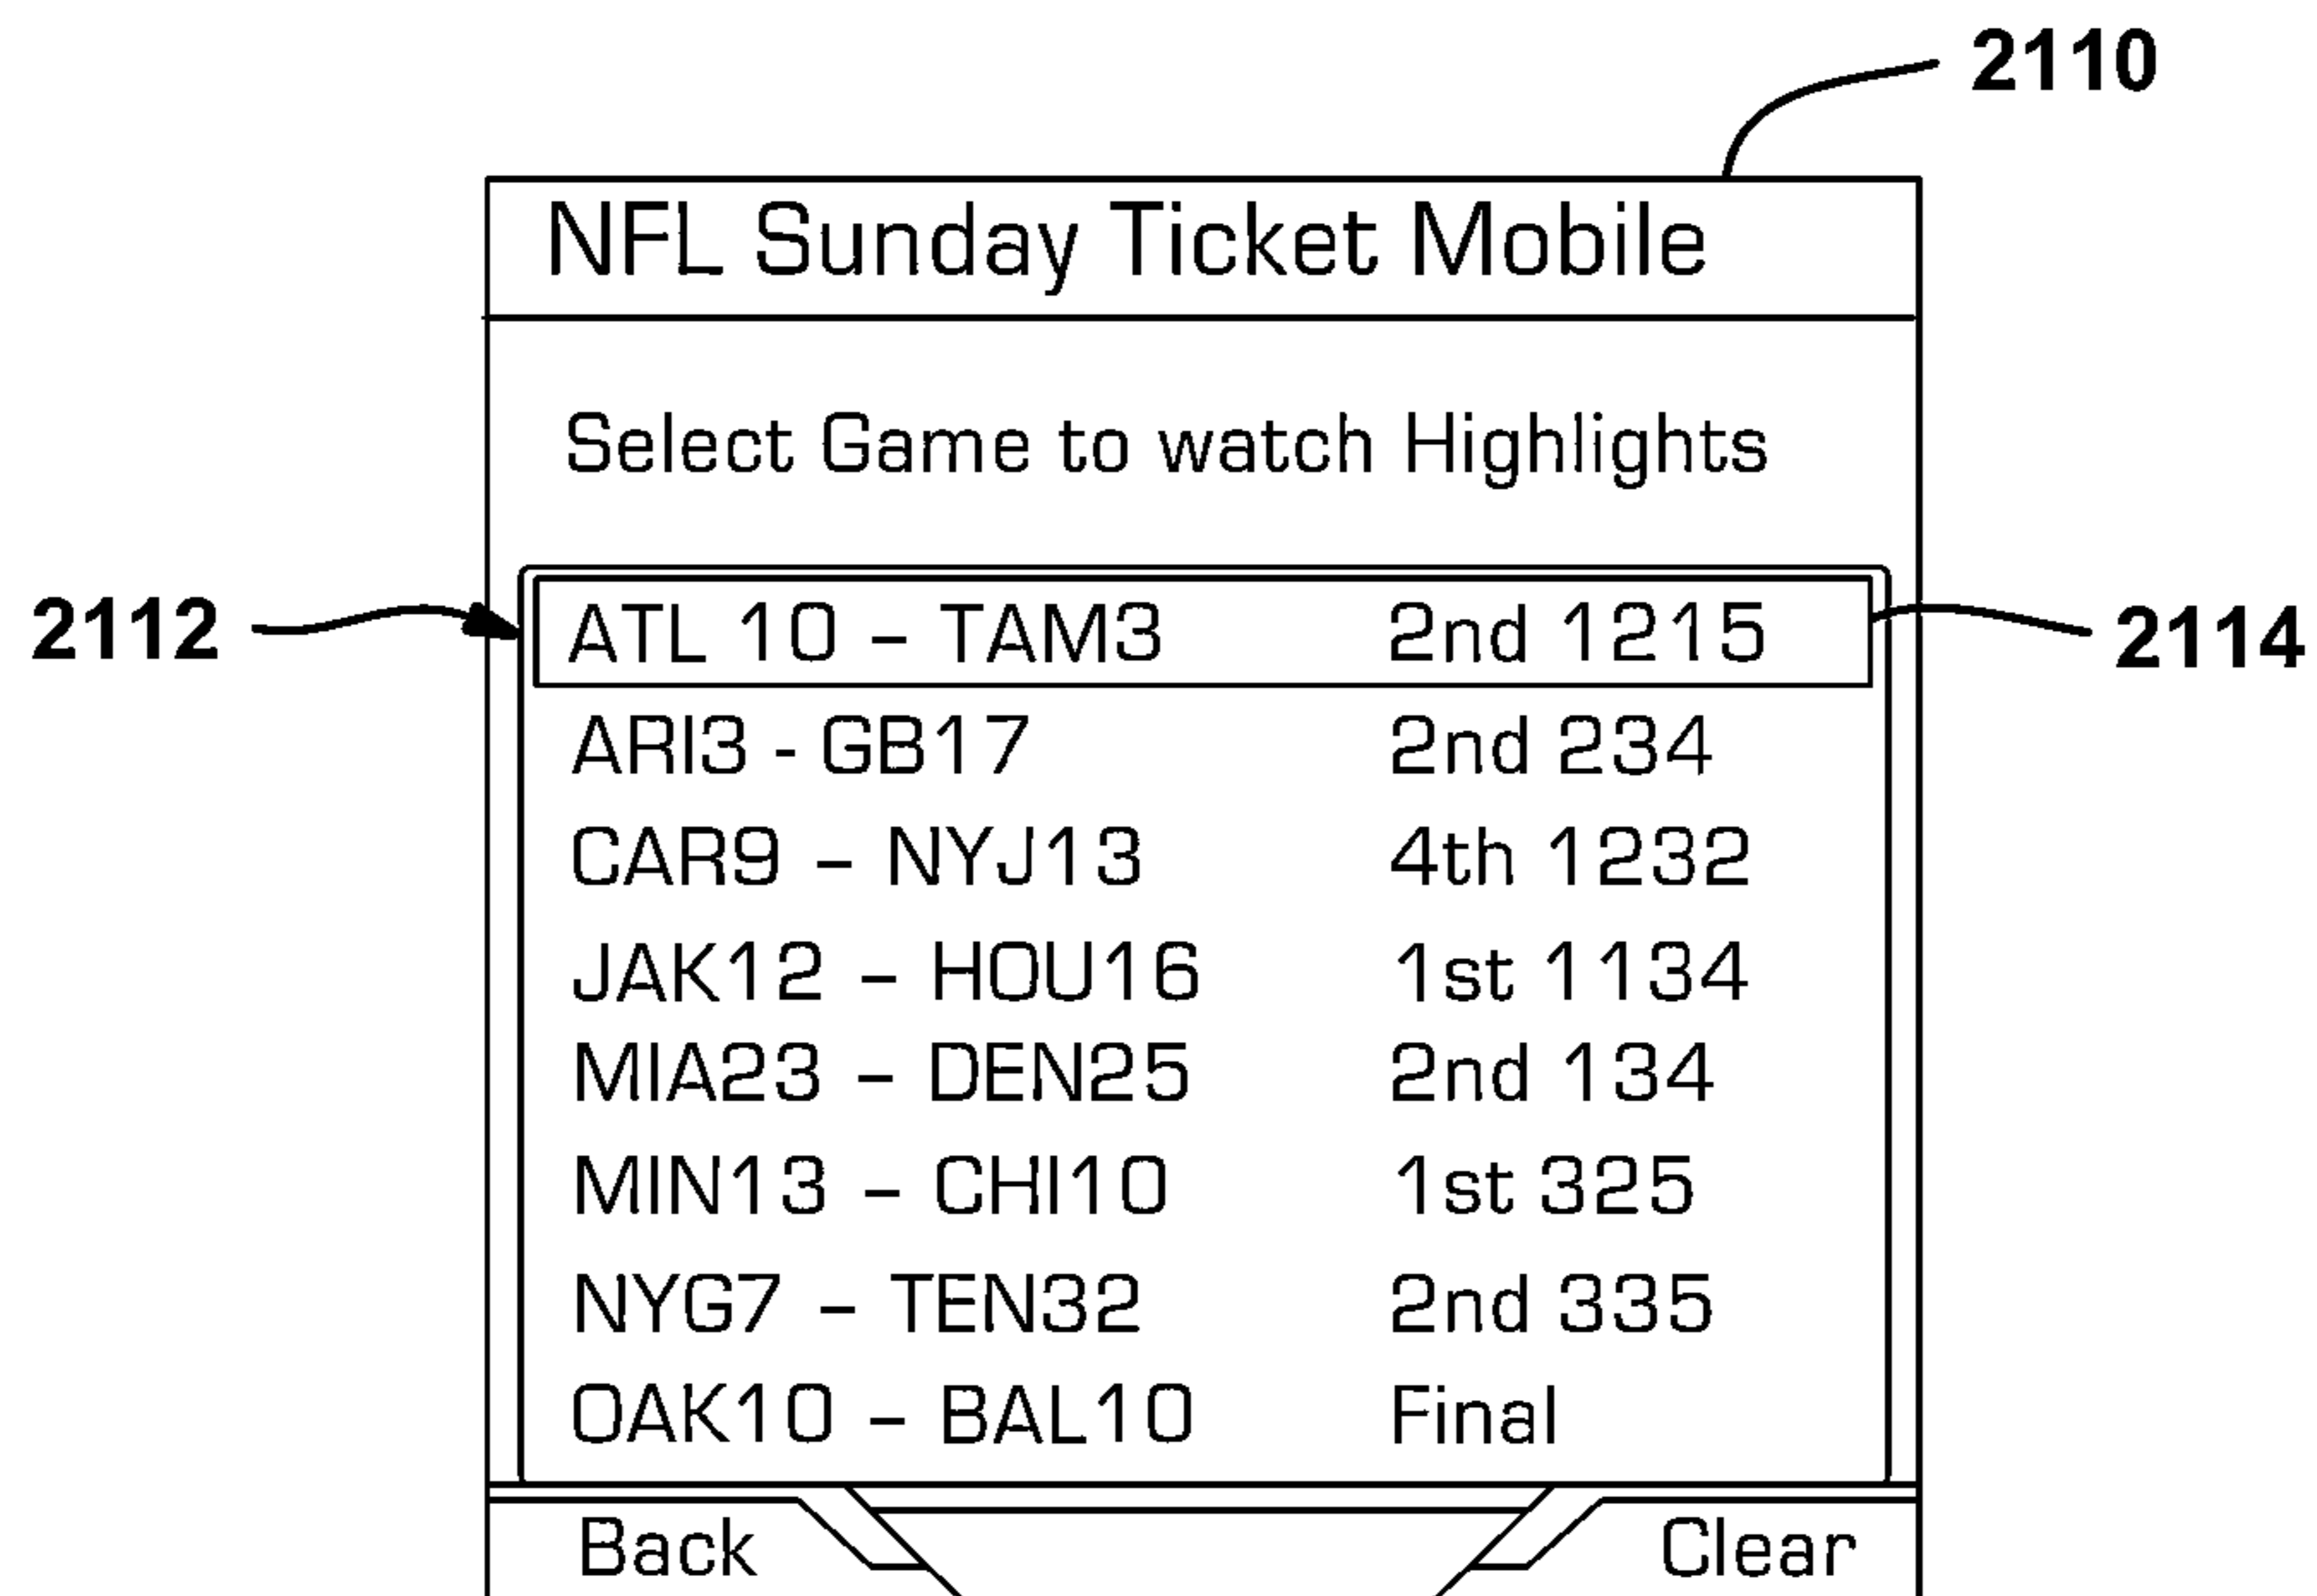 2110
NFL Sunday Ticket Mobile
Select Game to watch Highlights
2112
ATL 10 – TAM3 2nd 1215
2114
ARI3 - GB17 2nd 234
CAR9 – NYJ13 4th 1232
JAK12 – HOU16 1st 1134
MIA23 – DEN25 2nd 134
MIN13 – CHI10 1st 325
NYG7 – TEN32 2nd 335
OAK10 – BAL10 Final
Back Clear